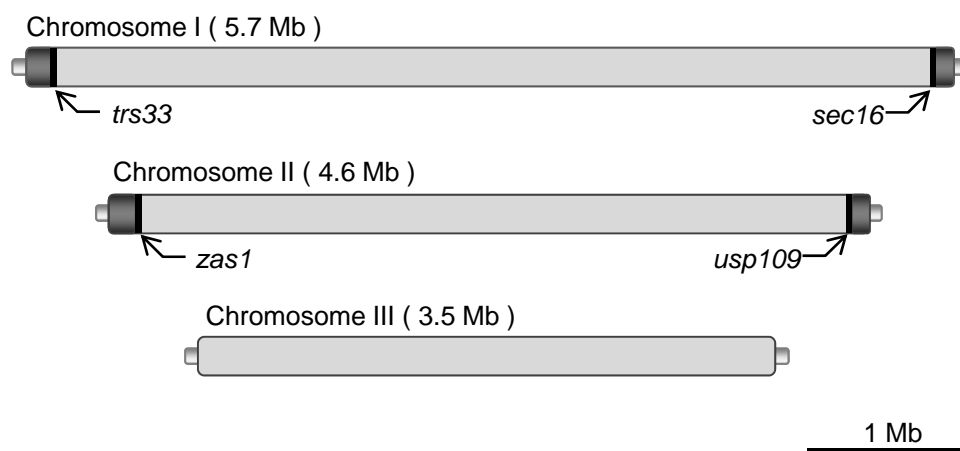 Chromosome I ( 5.7 Mb )
trs33
sec16
Chromosome II ( 4.6 Mb )
zas1
usp109
Chromosome III ( 3.5 Mb )
1 Mb